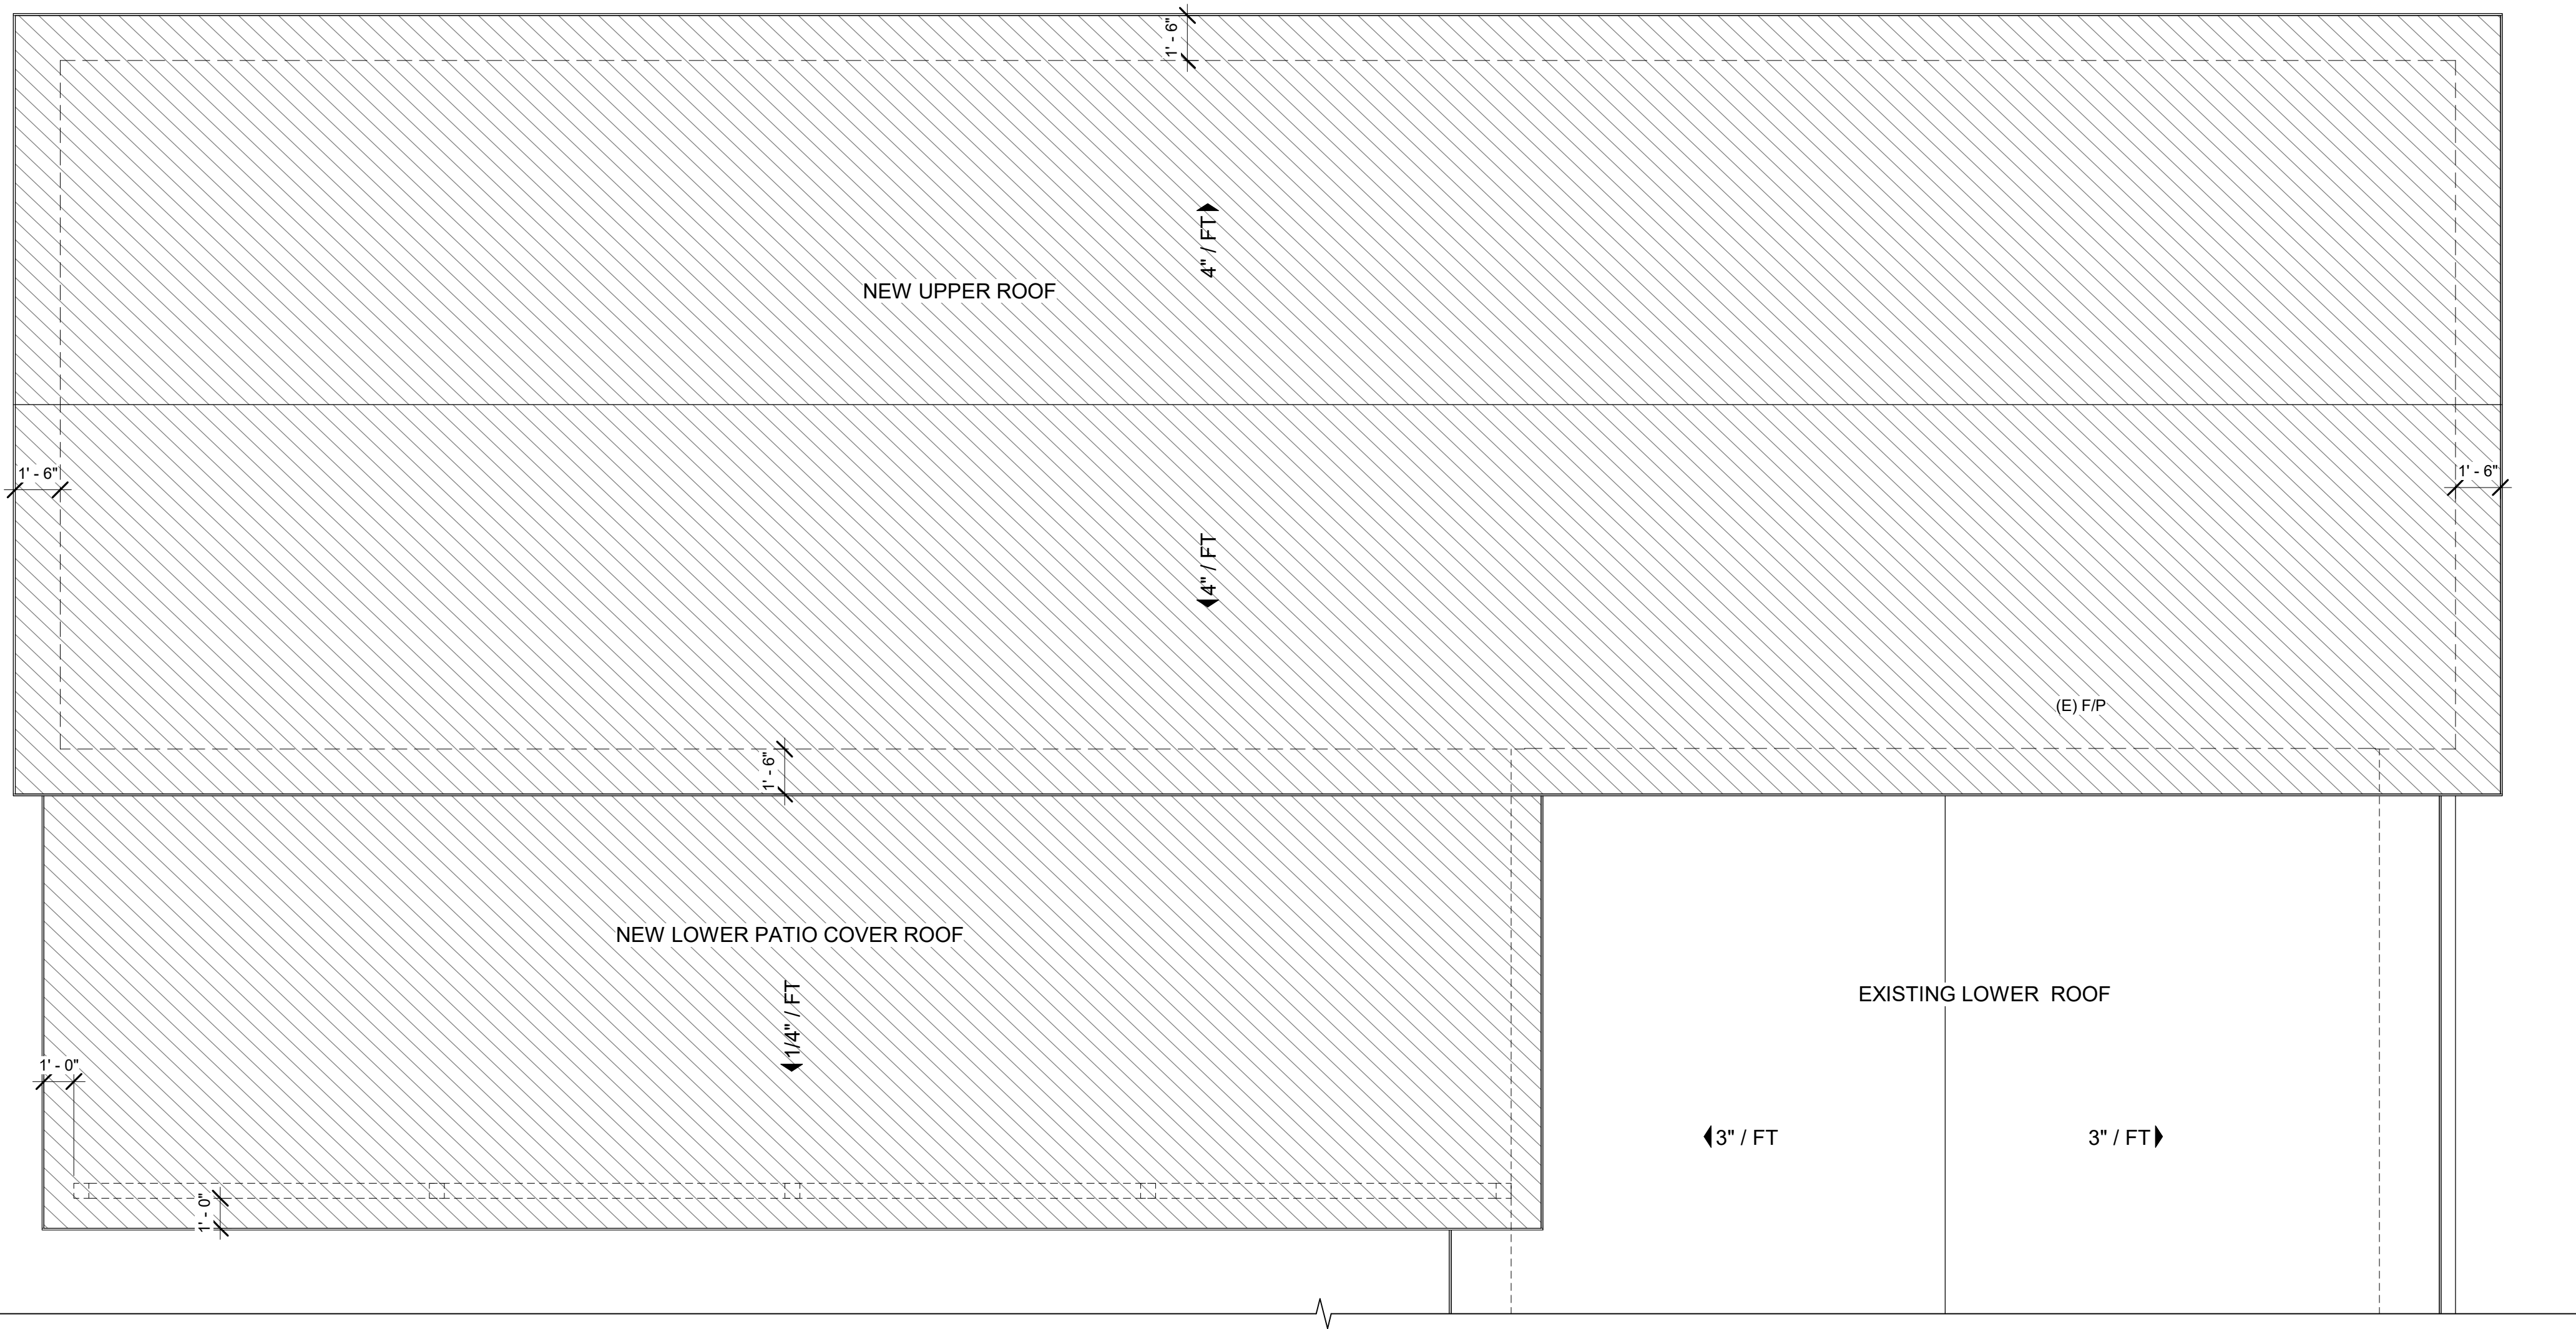 1' - 6"
4" / FT
NEW UPPER ROOF
1' - 6"
1' - 6"
4" / FT
(E) F/P
1' - 6"
NEW LOWER PATIO COVER ROOF
1/4" / FT
EXISTING LOWER ROOF
1' - 0"
3" / FT
3" / FT
1' - 0"